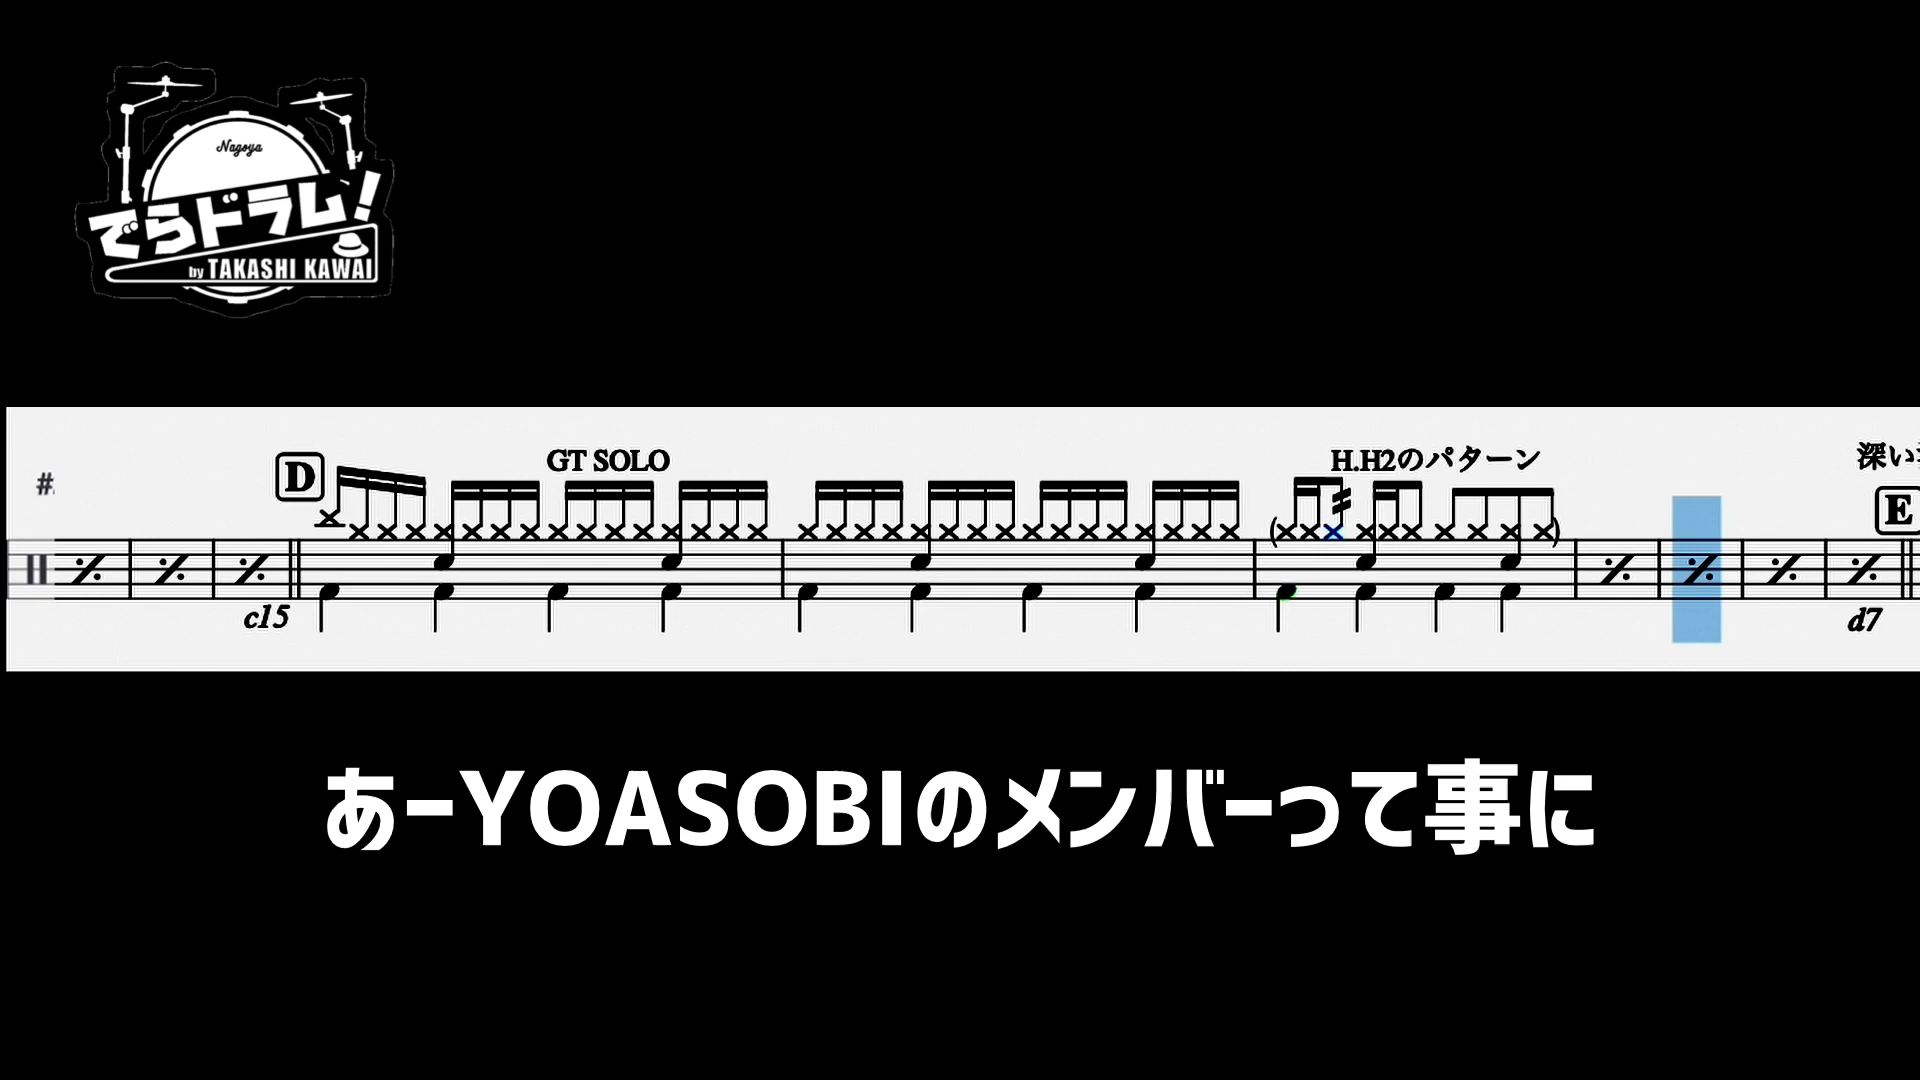 Nagoya
でらドラム!
by TAKASHI KAWAI
#
D
GT SOLO
H.H2のパターン
深い
E
c15
d7
あーYOASOBIのメンバーって事に